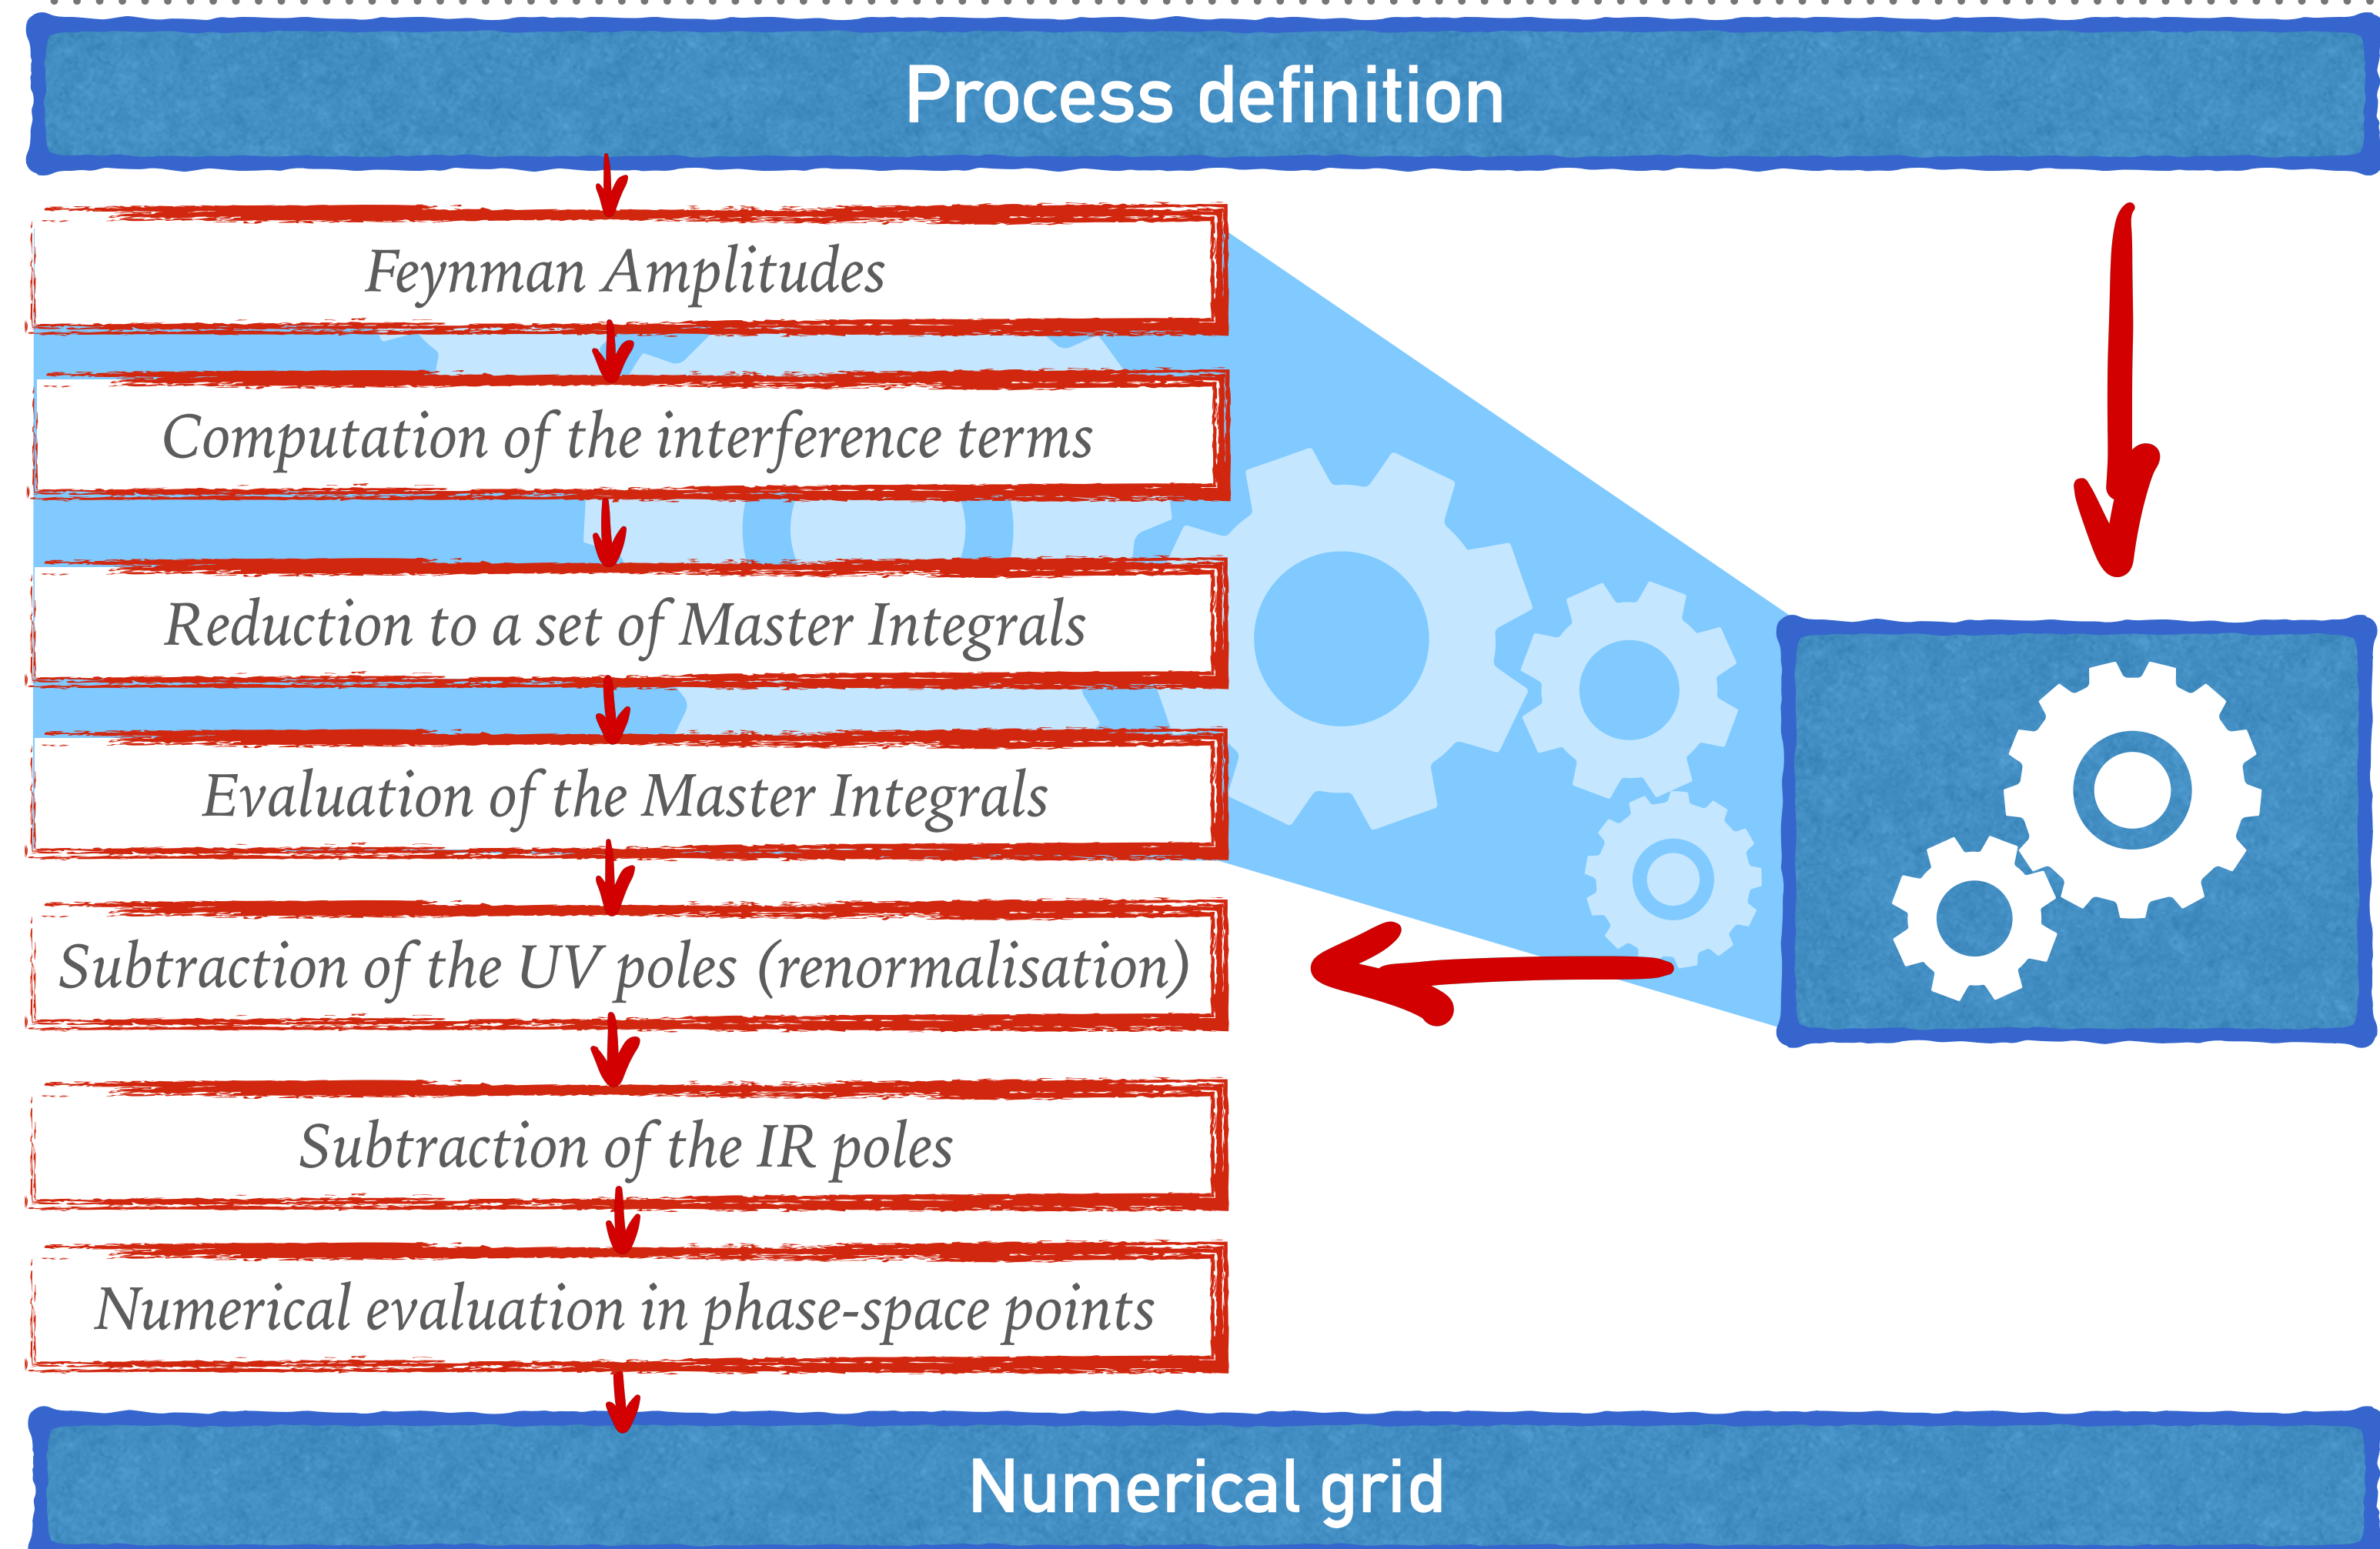 Process definition
Feynman Amplitudes
Computation of the interference terms
Reduction to a set of Master Integrals
Evaluation of the Master Integrals
Subtraction of the UV poles (renormalisation)
Subtraction of the IR poles
Numerical evaluation in phase-space points
Numerical grid